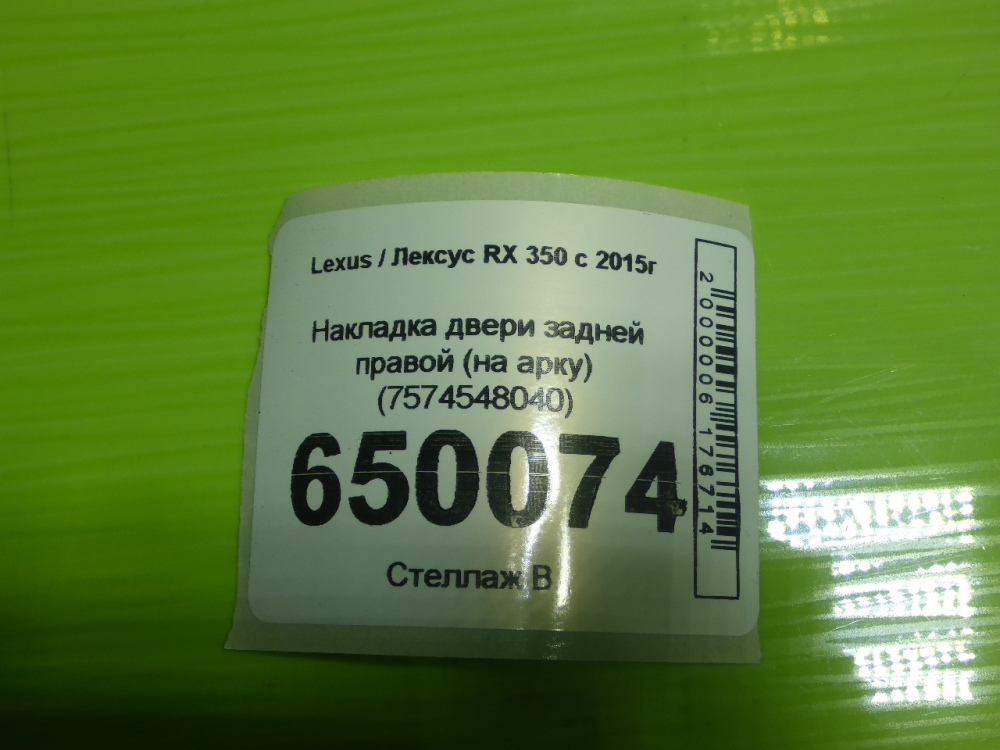 Lexus / Лексус RX 350 с 2015г
Накладка двери задней
правой (на арку)
(7574548040)
650074
Стеллаж В
2000006176714